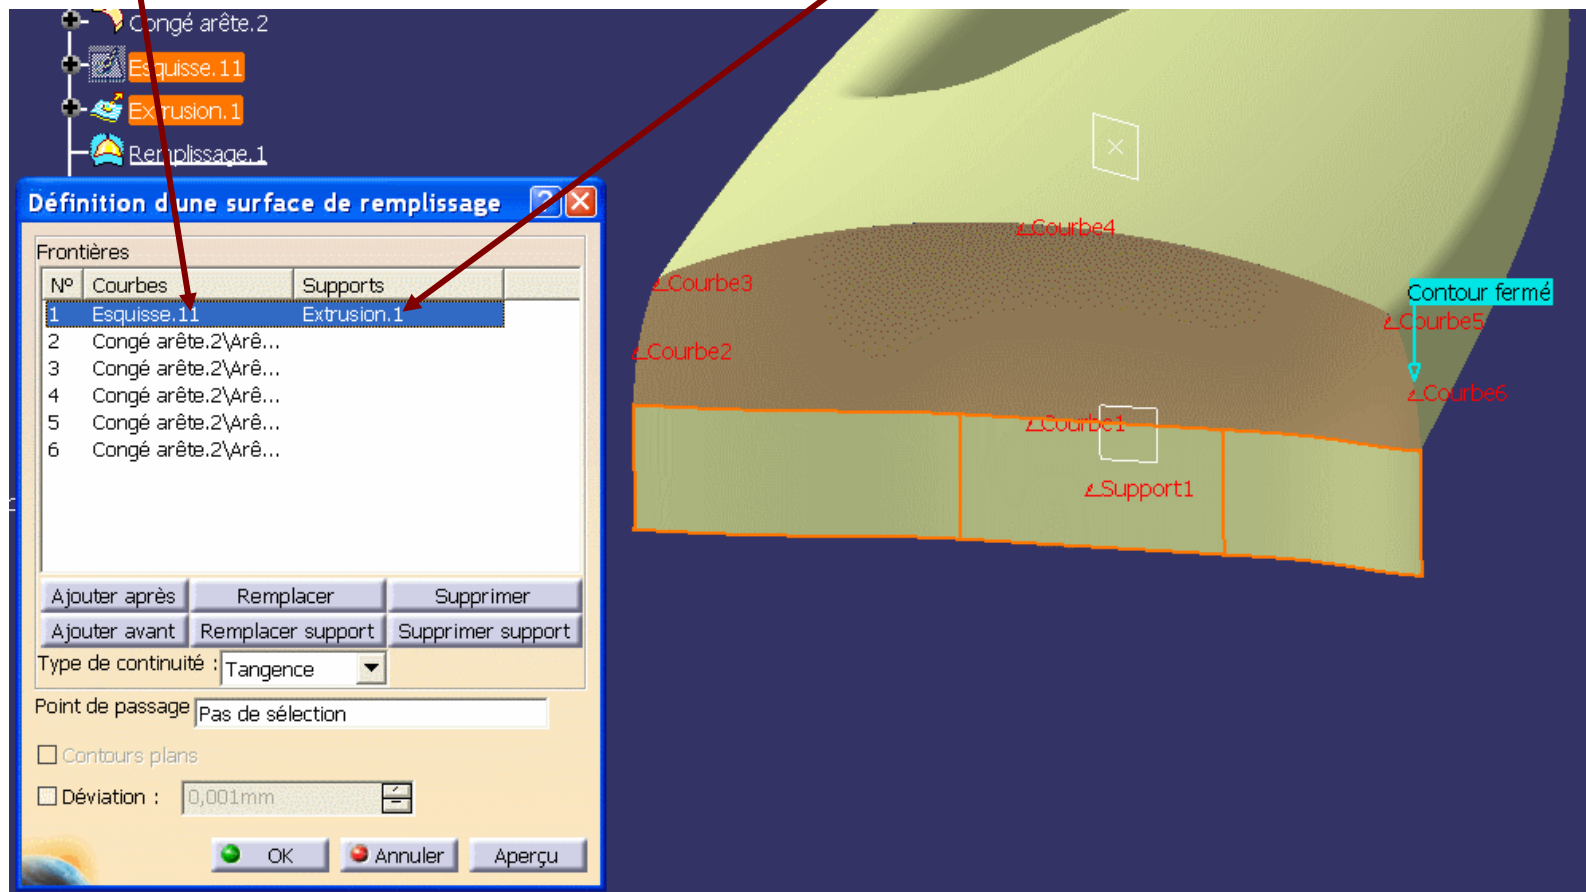 Congé arête.2
Esquisse.11
Extrusion.1
Remplissage.1
Définition d'une surface de remplissage
Frontières
N° Courbes Supports
1 Esquisse.11 Extrusion.1
2 Congé arête.2\Arê...
3 Congé arête.2\Arê...
4 Congé arête.2\Arê...
5 Congé arête.2\Arê...
6 Congé arête.2\Arê...
Ajouter après Remplacer Supprimer
Ajouter avant Remplacer support Supprimer support
Type de continuité : Tangence
Point de passage Pas de sélection
Contours plans
Déviation : 0,001mm
OK Annuler Aperçu
Courbe4
Courbe3
Contour fermé
Courbe5
Courbe2
Courbe6
Courbe1
Support1